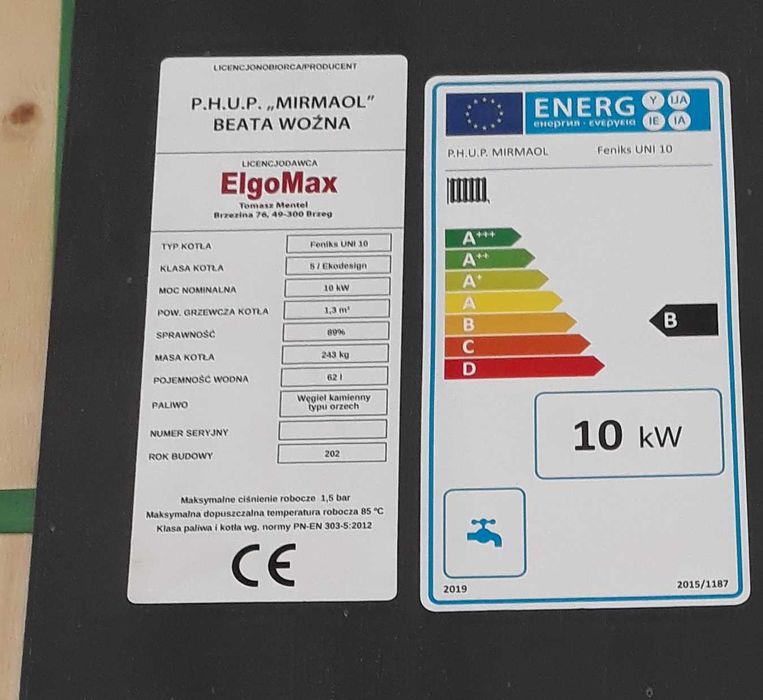 LICENCJONOBIORCA/PRODUCENT
P.H.U.P. „MIRMAOL"
BEATA WOŹNA
LICENCJODAWCA
ElgoMax
Tomasz Mentel
Brzezina 76, 49-300 Brzeg
TYP KOTŁA Feniks UNI 10
KLASA KOTŁA 5 / Ekodesign
MOC NOMINALNA 10 kW
POW. GRZEWCZA KOTŁA 1,3 m²
SPRAWNOŚĆ 89%
MASA KOTŁA 243 kg
POJEMNOŚĆ WODNA 62 l
PALIWO Węgiel kamienny
typu orzech
NUMER SERYJNY
ROK BUDOWY 202
Maksymalne ciśnienie robocze 1,5 bar
Maksymalna dopuszczalna temperatura robocza 85 °C
Klasa paliwa i kotła wg. normy PN-EN 303-5:2012
CE
ENERG Y IJA
енергия · ενεργεια IE IA
P.H.U.P. MIRMAOL Feniks UNI 10
A+++
A++
A+
A
B B
C
D
10 kW
2019 2015/1187